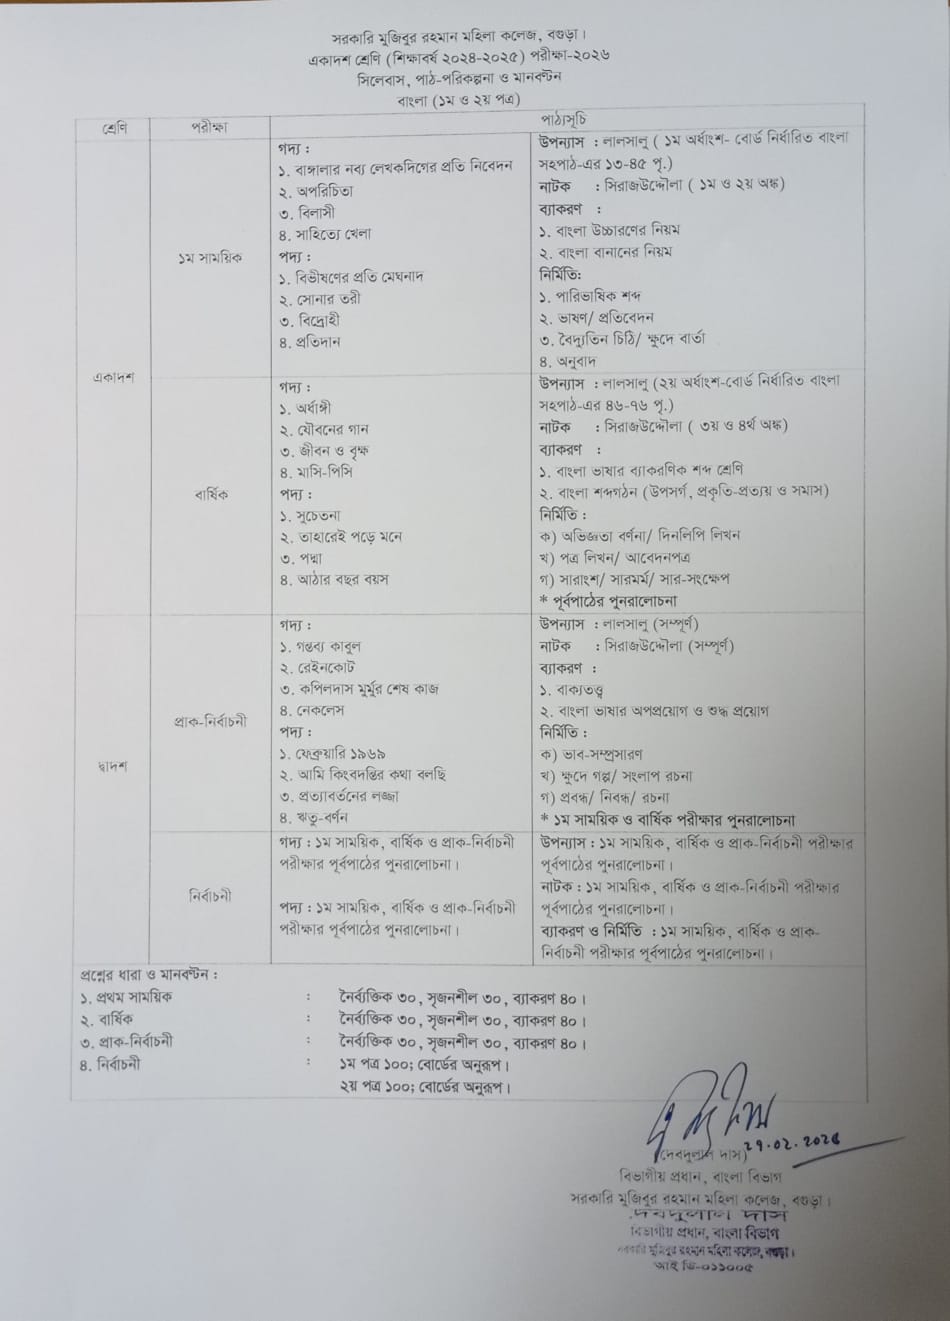 সরকারি মুজিবুর রহমান মহিলা কলেজ, বগুড়া।
একাদশ শ্রেণি (শিক্ষাবর্ষ ২০২৪-২০২৫) পরীক্ষা-২০২৬
সিলেবাস, পাঠ-পরিকল্পনা ও মানবণ্টন
বাংলা (১ম ও ২য় পত্র)
শ্রেণি
পরীক্ষা
পাঠ্যসূচি
একাদশ
১ম সাময়িক
গদ্য :
১. বাঙ্গালার নব্য লেখকদিগের প্রতি নিবেদন
২. অপরিচিতা
৩. বিলাসী
৪. সাহিত্যে খেলা
পদ্য :
১. বিভীষণের প্রতি মেঘনাদ
২. সোনার তরী
৩. বিদ্রোহী
৪. প্রতিদান
উপন্যাস : লালসালু ( ১ম অর্ধাংশ- বোর্ড নির্ধারিত বাংলা
সহপাঠ-এর ১৩-৪৫ পৃ.)
নাটক : সিরাজউদ্দৌলা ( ১ম ও ২য় অঙ্ক)
ব্যাকরণ :
১. বাংলা উচ্চারণের নিয়ম
২. বাংলা বানানের নিয়ম
নির্মিতি:
১. পারিভাষিক শব্দ
২. ভাষণ/ প্রতিবেদন
৩. বৈদ্যুতিন চিঠি/ ক্ষুদে বার্তা
৪. অনুবাদ
বার্ষিক
গদ্য :
১. অর্ধাঙ্গী
২. যৌবনের গান
৩. জীবন ও বৃক্ষ
৪. মাসি-পিসি
পদ্য :
১. সুচেতনা
২. তাহারেই পড়ে মনে
৩. পদ্মা
৪. আঠার বছর বয়স
উপন্যাস : লালসালু (২য় অর্ধাংশ-বোর্ড নির্ধারিত বাংলা
সহপাঠ-এর ৪৬-৭৬ পৃ.)
নাটক : সিরাজউদ্দৌলা ( ৩য় ও ৪র্থ অঙ্ক)
ব্যাকরণ :
১. বাংলা ভাষার ব্যাকরণিক শব্দ শ্রেণি
২. বাংলা শব্দগঠন (উপসর্গ, প্রকৃতি-প্রত্যয় ও সমাস)
নির্মিতি :
ক) অভিজ্ঞতা বর্ণনা/ দিনলিপি লিখন
খ) পত্র লিখন/ আবেদনপত্র
গ) সারাংশ/ সারমর্ম/ সার-সংক্ষেপ
* পূর্বপাঠের পুনরালোচনা
দ্বাদশ
প্রাক-নির্বাচনী
গদ্য :
১. গন্তব্য কাবুল
২. রেইনকোট
৩. কপিলদাস মুর্মুর শেষ কাজ
৪. নেকলেস
পদ্য :
১. ফেব্রুয়ারি ১৯৬৯
২. আমি কিংবদন্তির কথা বলছি
৩. প্রত্যাবর্তনের লজ্জা
৪. ঋতু-বর্ণন
উপন্যাস : লালসালু (সম্পূর্ণ)
নাটক : সিরাজউদ্দৌলা (সম্পূর্ণ)
ব্যাকরণ :
১. বাক্যতত্ত্ব
২. বাংলা ভাষার অপপ্রয়োগ ও শুদ্ধ প্রয়োগ
নির্মিতি :
ক) ভাব-সম্প্রসারণ
খ) ক্ষুদে গল্প/ সংলাপ রচনা
গ) প্রবন্ধ/ নিবন্ধ/ রচনা
* ১ম সাময়িক ও বার্ষিক পরীক্ষার পুনরালোচনা
নির্বাচনী
গদ্য : ১ম সাময়িক, বার্ষিক ও প্রাক-নির্বাচনী
পরীক্ষার পূর্বপাঠের পুনরালোচনা।
পদ্য : ১ম সাময়িক, বার্ষিক ও প্রাক-নির্বাচনী
পরীক্ষার পূর্বপাঠের পুনরালোচনা।
উপন্যাস : ১ম সাময়িক, বার্ষিক ও প্রাক-নির্বাচনী পরীক্ষার
পূর্বপাঠের পুনরালোচনা।
নাটক : ১ম সাময়িক, বার্ষিক ও প্রাক-নির্বাচনী পরীক্ষার
পূর্বপাঠের পুনরালোচনা।
ব্যাকরণ ও নির্মিতি : ১ম সাময়িক, বার্ষিক ও প্রাক-
নির্বাচনী পরীক্ষার পূর্বপাঠের পুনরালোচনা।
প্রশ্নের ধারা ও মানবণ্টন :
১. প্রথম সাময়িক : নৈর্ব্যক্তিক ৩০, সৃজনশীল ৩০, ব্যাকরণ ৪০।
২. বার্ষিক : নৈর্ব্যক্তিক ৩০, সৃজনশীল ৩০, ব্যাকরণ ৪০।
৩. প্রাক-নির্বাচনী : নৈর্ব্যক্তিক ৩০, সৃজনশীল ৩০, ব্যাকরণ ৪০।
৪. নির্বাচনী : ১ম পত্র ১০০; বোর্ডের অনুরূপ।
২য় পত্র ১০০; বোর্ডের অনুরূপ।
(দেবদুলাল দাস)
বিভাগীয় প্রধান, বাংলা বিভাগ
সরকারি মুজিবুর রহমান মহিলা কলেজ, বগুড়া।
দেবদুলাল দাস
বিভাগীয় প্রধান, বাংলা বিভাগ
সরকারি মুজিবুর রহমান মহিলা কলেজ, বগুড়া।
আই ডি-০১১০০৫